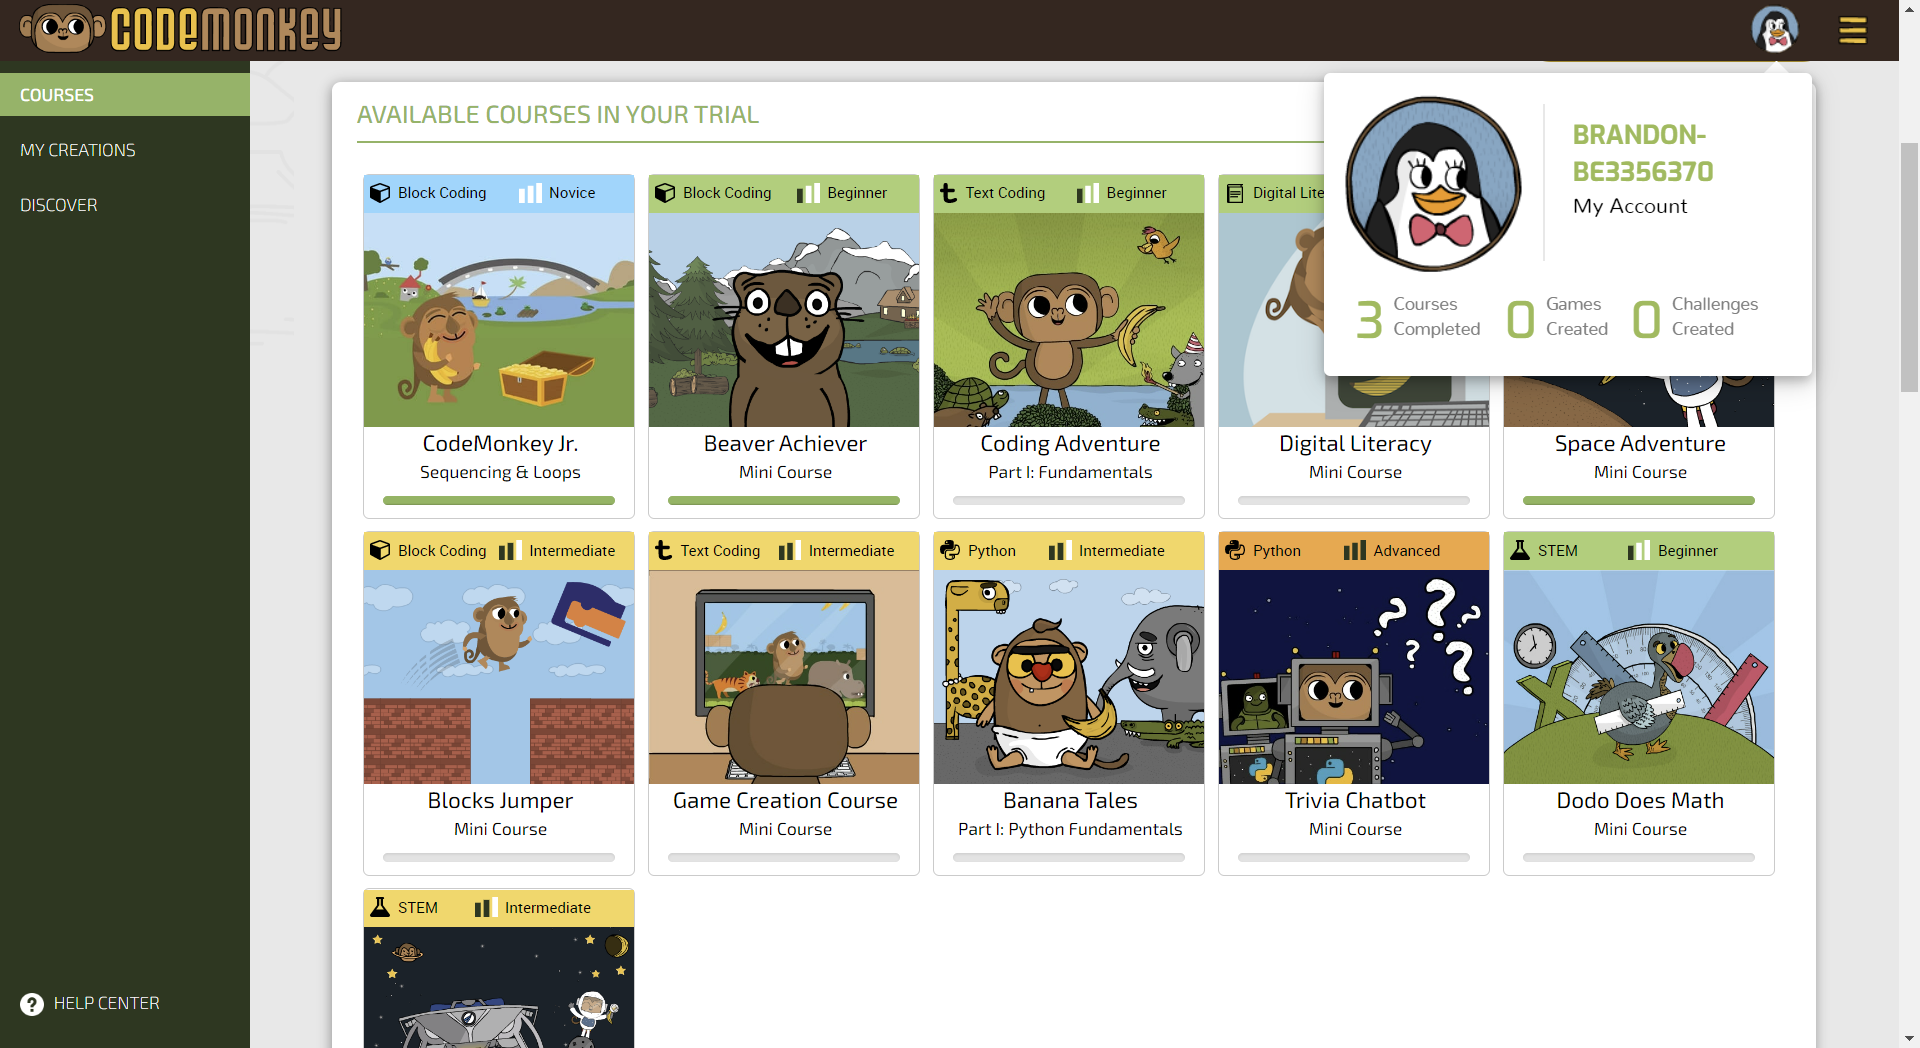 CODEMONKEY
COURSES
MY CREATIONS
DISCOVER
HELP CENTER
AVAILABLE COURSES IN YOUR TRIAL
BRANDON-
BE3356370
My Account
3 Courses Completed
0 Games Created
0 Challenges Created
Block Coding Novice
CodeMonkey Jr.
Sequencing & Loops
Block Coding Beginner
Beaver Achiever
Mini Course
Text Coding Beginner
Coding Adventure
Part I: Fundamentals
Digital Lite
Digital Literacy
Mini Course
Space Adventure
Mini Course
Block Coding Intermediate
Blocks Jumper
Mini Course
Text Coding Intermediate
Game Creation Course
Mini Course
Python Intermediate
Banana Tales
Part I: Python Fundamentals
Python Advanced
Trivia Chatbot
Mini Course
STEM Beginner
Dodo Does Math
Mini Course
STEM Intermediate